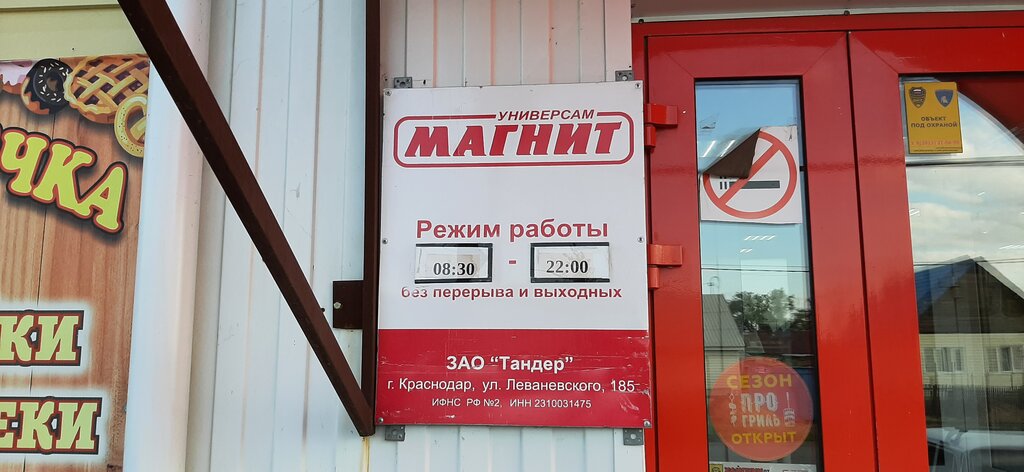 УНИВЕРСАМ
МАГНИТ
Режим работы
08:30 - 22:00
без перерыва и выходных
ЗАО "Тандер"
г. Краснодар, ул. Леваневского, 185
ИФНС РФ №2, ИНН 2310031475
ЧКА
КИ
ЕКИ
ОБЪЕКТ
ПОД ОХРАНОЙ
СЕЗОН
ПРО
ГРИЛЬ
ОТКРЫТ